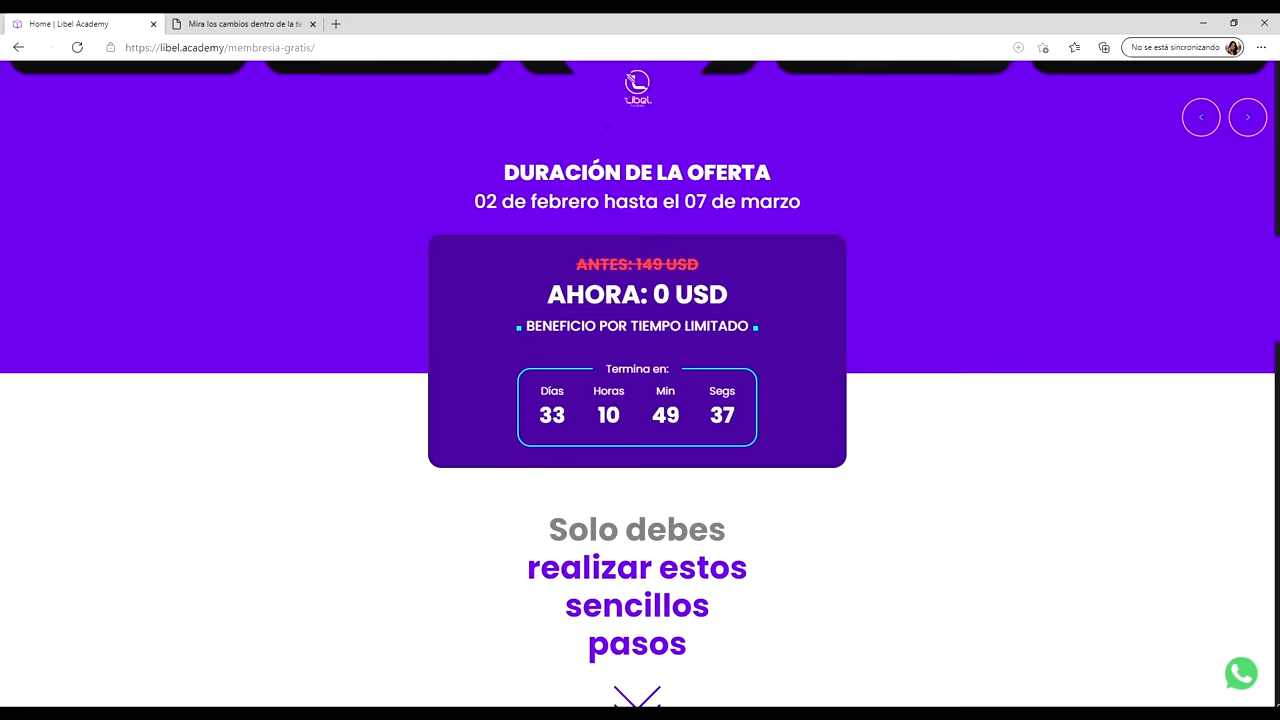 Home | Libel Academy
Mira los cambios dentro de la te
https://libel.academy/membresia-gratis/
No se está sincronizando
Libel
DURACIÓN DE LA OFERTA
02 de febrero hasta el 07 de marzo
ANTES: 149 USD
AHORA: 0 USD
BENEFICIO POR TIEMPO LIMITADO
Termina en:
Días Horas Min Segs
33 10 49 37
Solo debes
realizar estos
sencillos
pasos